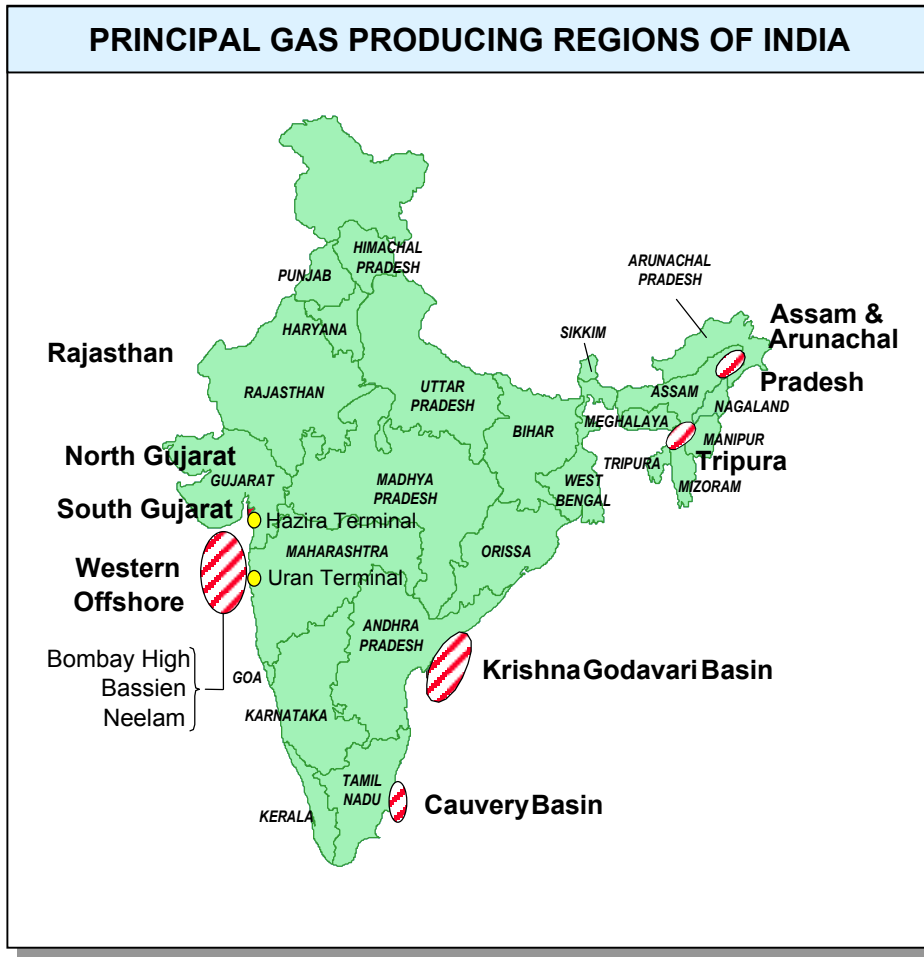 PRINCIPAL GAS PRODUCING REGIONS OF INDIA
HIMACHAL
PRADESH
PUNJAB
HARYANA
ARUNACHAL
PRADESH
SIKKIM
Assam &
Arunachal
Pradesh
Rajasthan
RAJASTHAN
UTTAR
PRADESH
ASSAM
NAGALAND
BIHAR
MEGHALAYA
MANIPUR
TRIPURA
Tripura
MIZORAM
North Gujarat
GUJARAT
MADHYA
PRADESH
WEST
BENGAL
South Gujarat
Hazira Terminal
MAHARASHTRA
ORISSA
Western
Offshore
Uran Terminal
ANDHRA
PRADESH
Bombay High
Bassien
Neelam
GOA
Krishna Godavari Basin
KARNATAKA
TAMIL
NADU
KERALA
Cauvery Basin